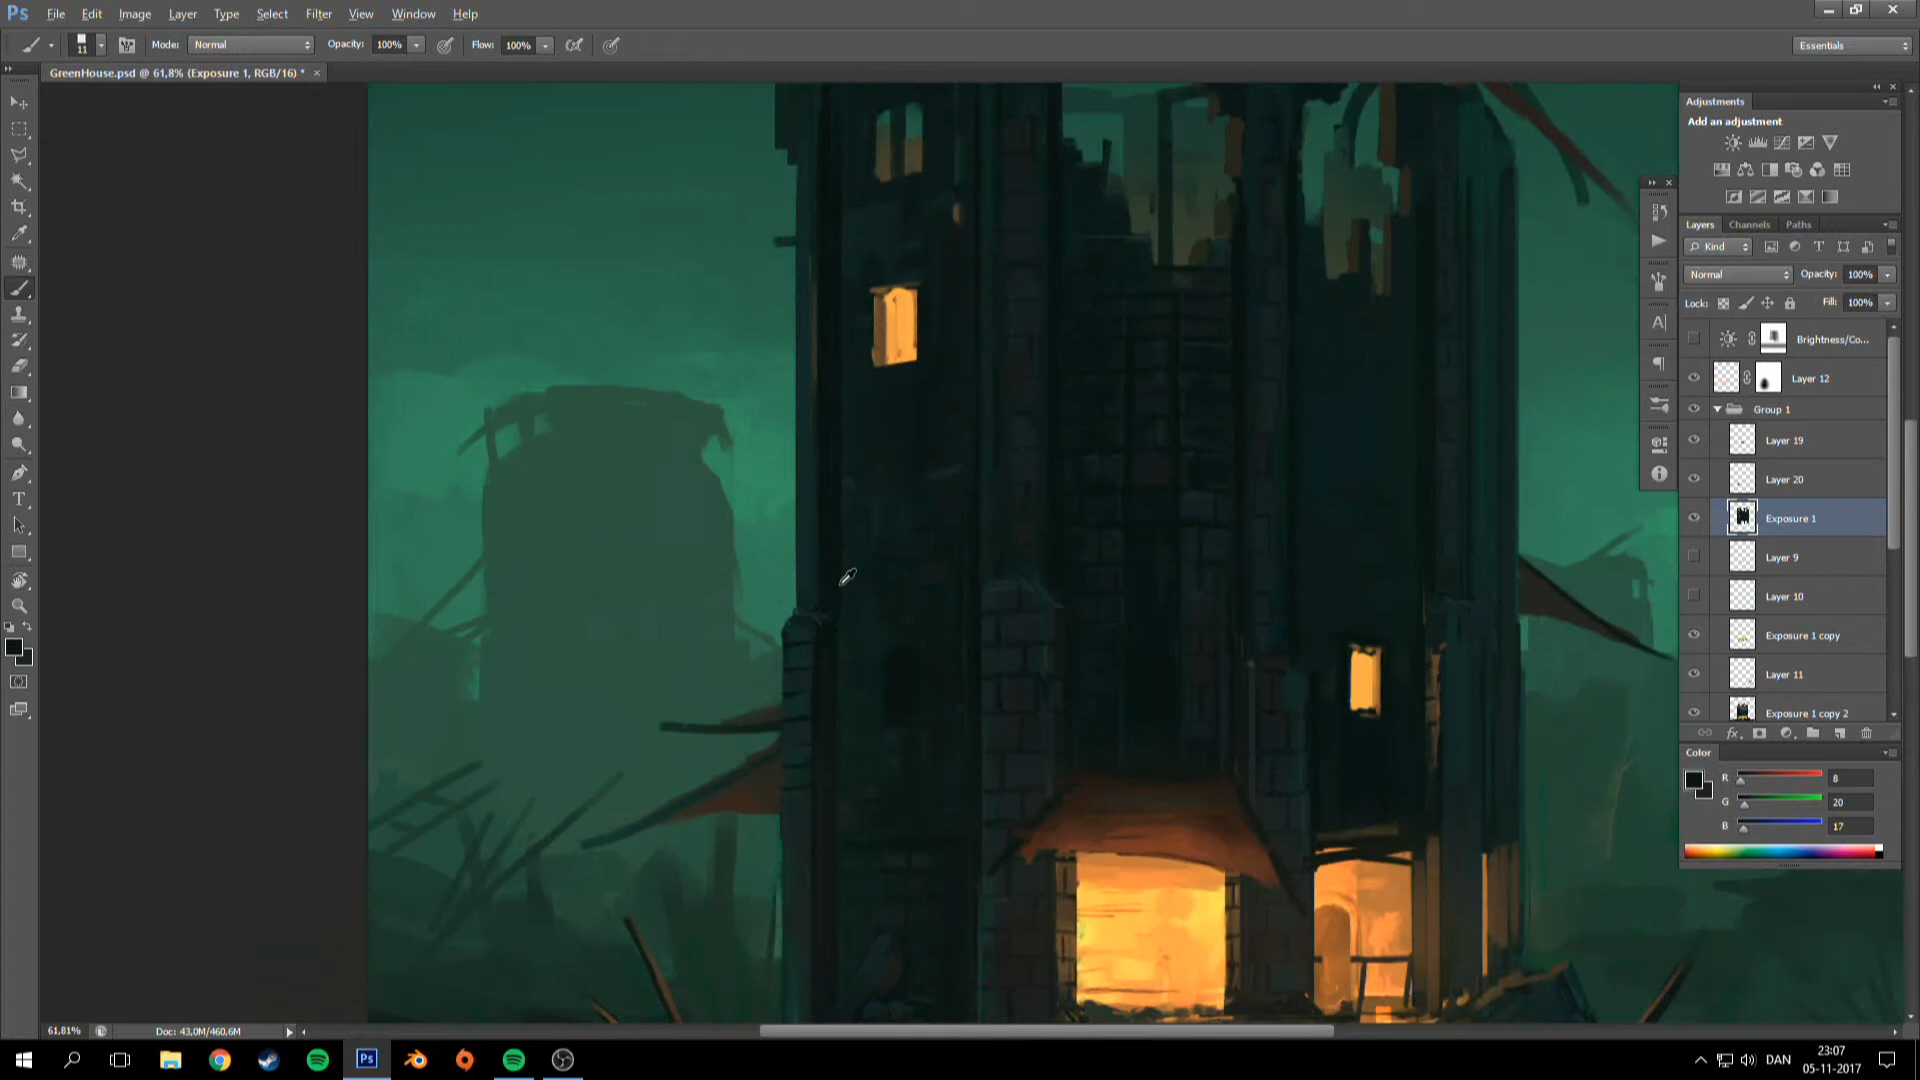 Ps File Edit Image Layer Type Select Filter View Window Help
11 Mode: Normal Opacity: 100% Flow: 100% Essentials
GreenHouse.psd @ 61,8% (Exposure 1, RGB/16) * ×
Adjustments
Add an adjustment
Layers Channels Paths
Kind
Normal Opacity: 100%
Lock: Fill: 100%
Brightness/Co...
Layer 12
Group 1
Layer 19
Layer 20
Exposure 1
Layer 9
Layer 10
Exposure 1 copy
Layer 11
Exposure 1 copy 2
fx
Color
R 8
G 20
B 17
61,81% Doc: 43,0M/460,6M
Ps DAN 23:07
05-11-2017